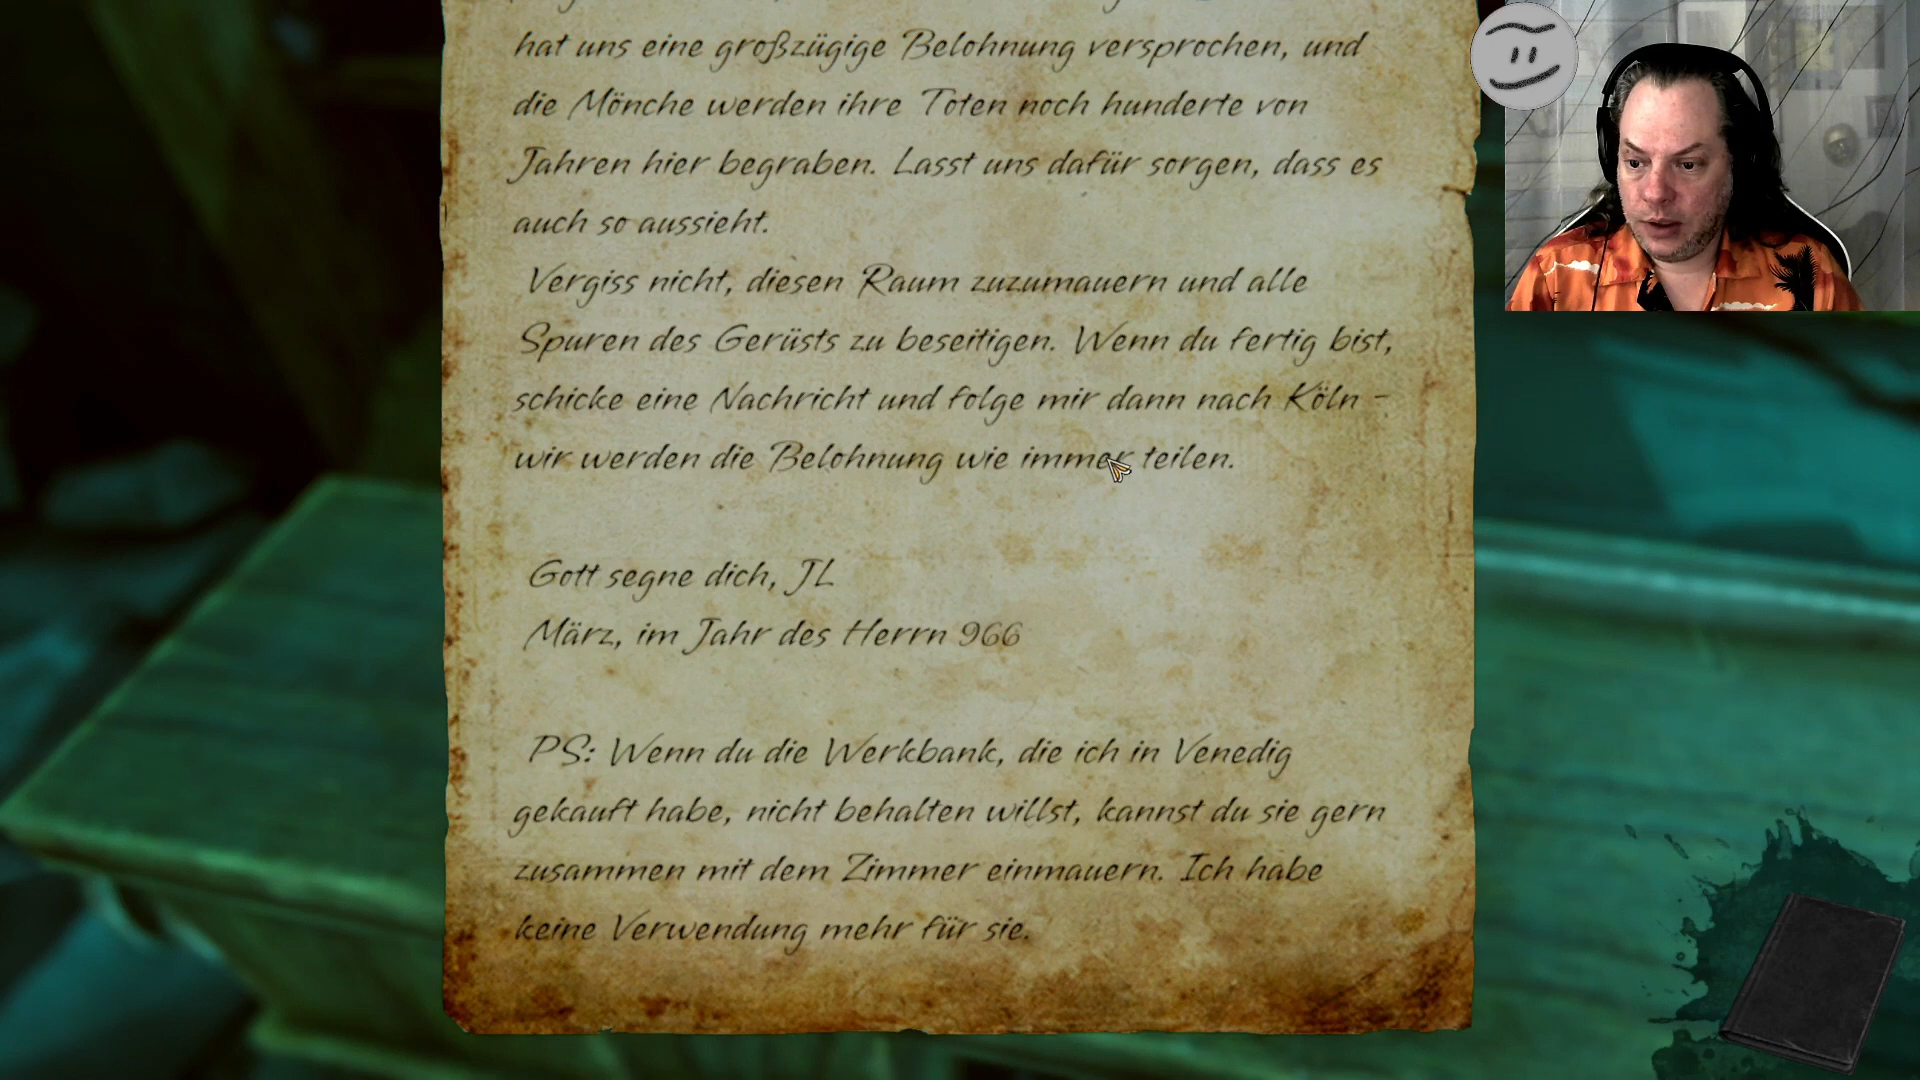 hat uns eine großzügige Belohnung versprochen, und
die Mönche werden ihre Toten noch hunderte von
Jahren hier begraben. Lasst uns dafür sorgen, dass es
auch so aussieht.
Vergiss nicht, diesen Raum zuzumauern und alle
Spuren des Gerüsts zu beseitigen. Wenn du fertig bist,
schicke eine Nachricht und folge mir dann nach Köln -
wir werden die Belohnung wie immer teilen.
Gott segne dich, JL
März, im Jahr des Herrn 966
PS: Wenn du die Werkbank, die ich in Venedig
gekauft habe, nicht behalten willst, kannst du sie gern
zusammen mit dem Zimmer einmauern. Ich habe
keine Verwendung mehr für sie.